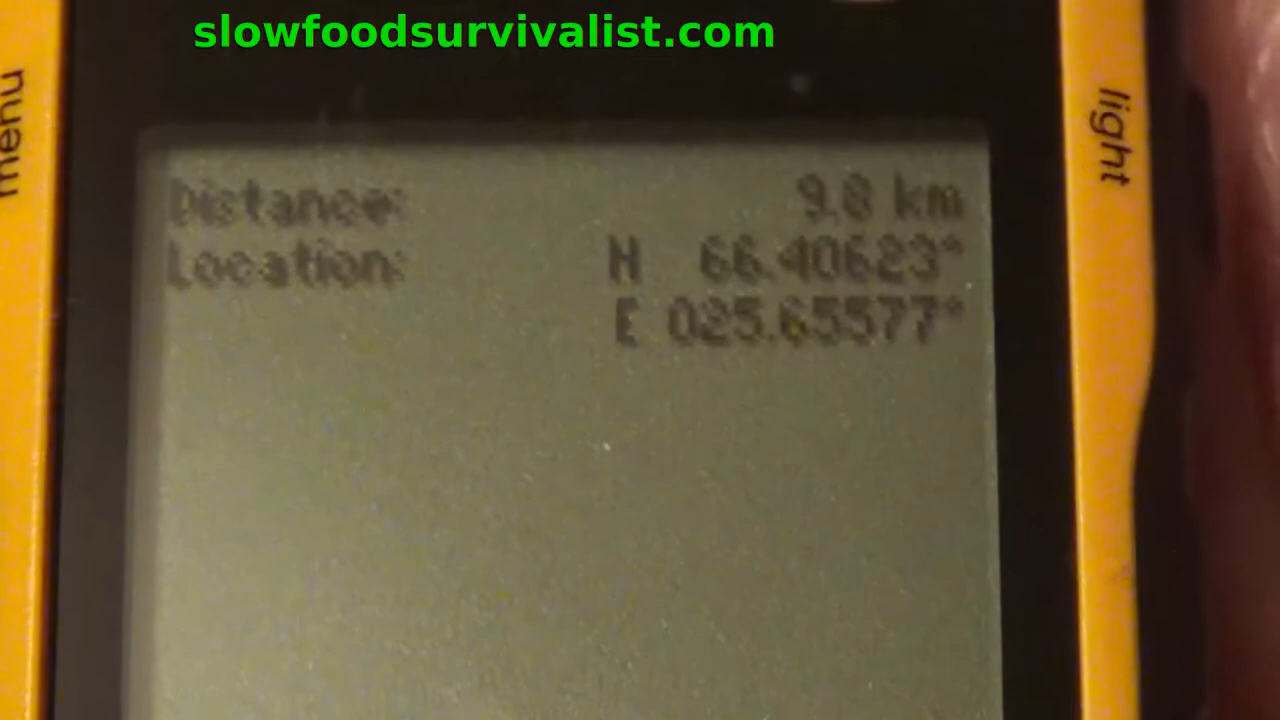 slowfoodsurvivalist.com
menu
light
Distance: 9.8 km
Location: N 66.40623°
E 025.65577°